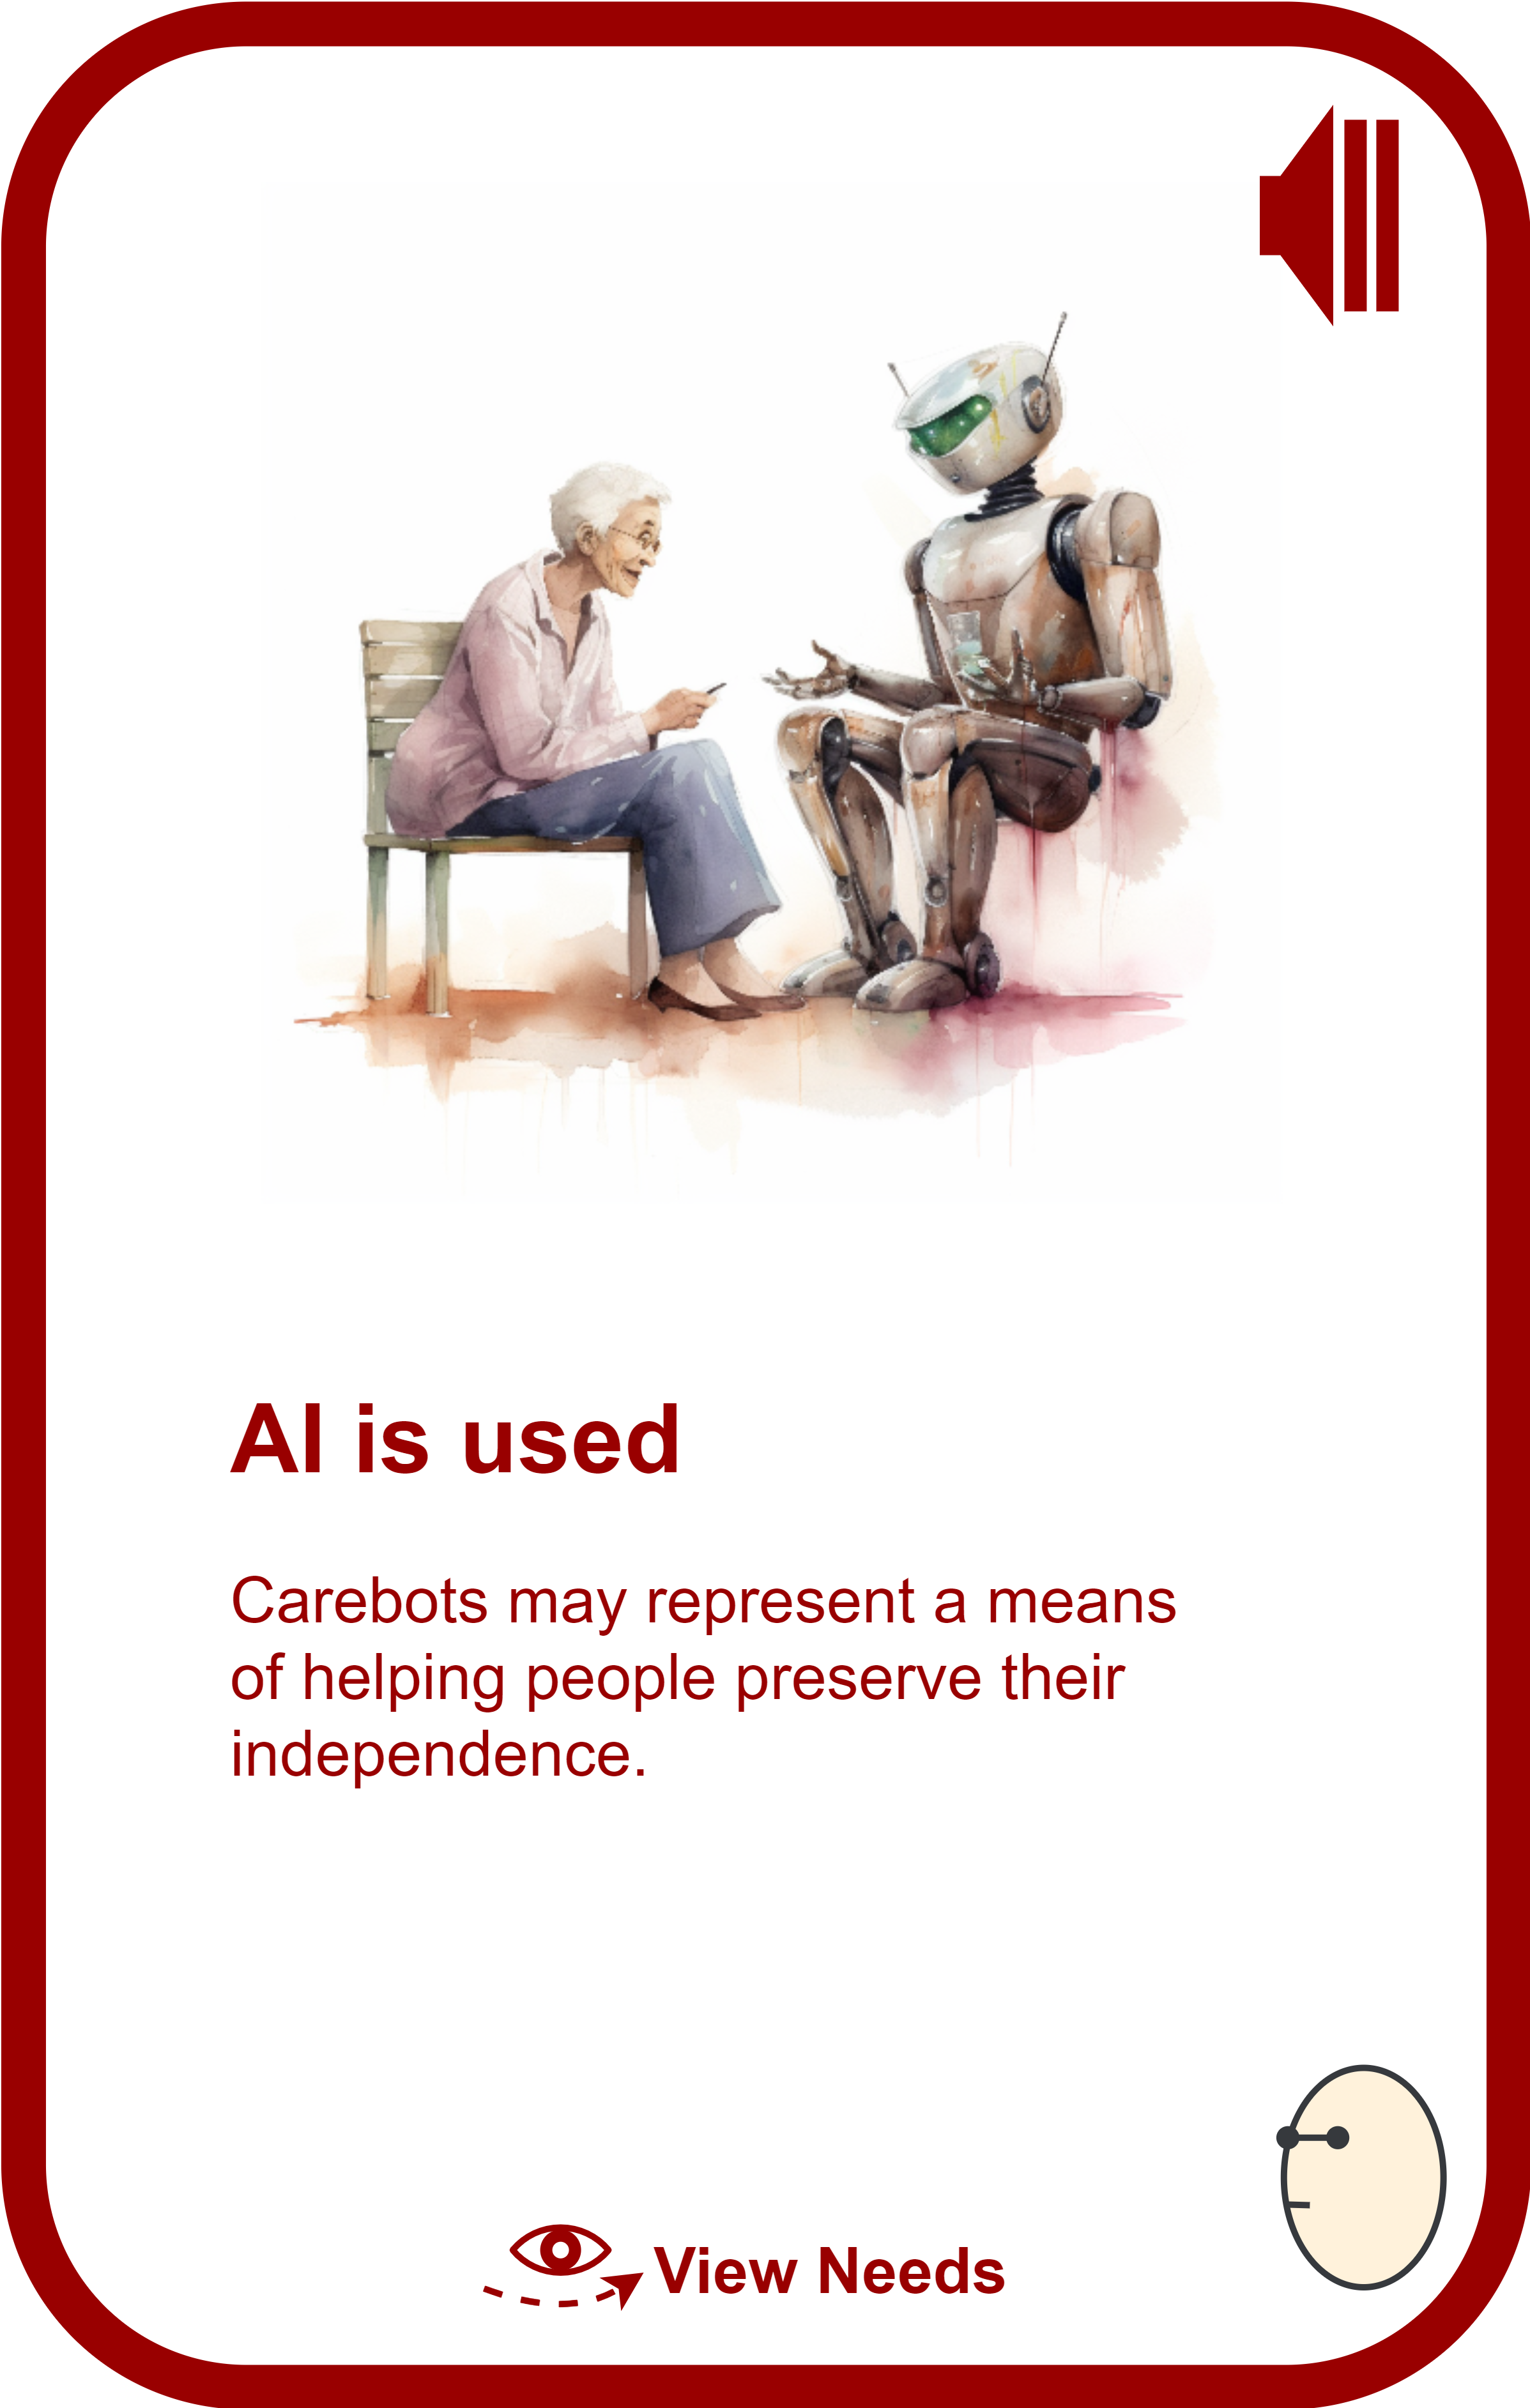 AI is used
Carebots may represent a means
of helping people preserve their
independence.
View Needs